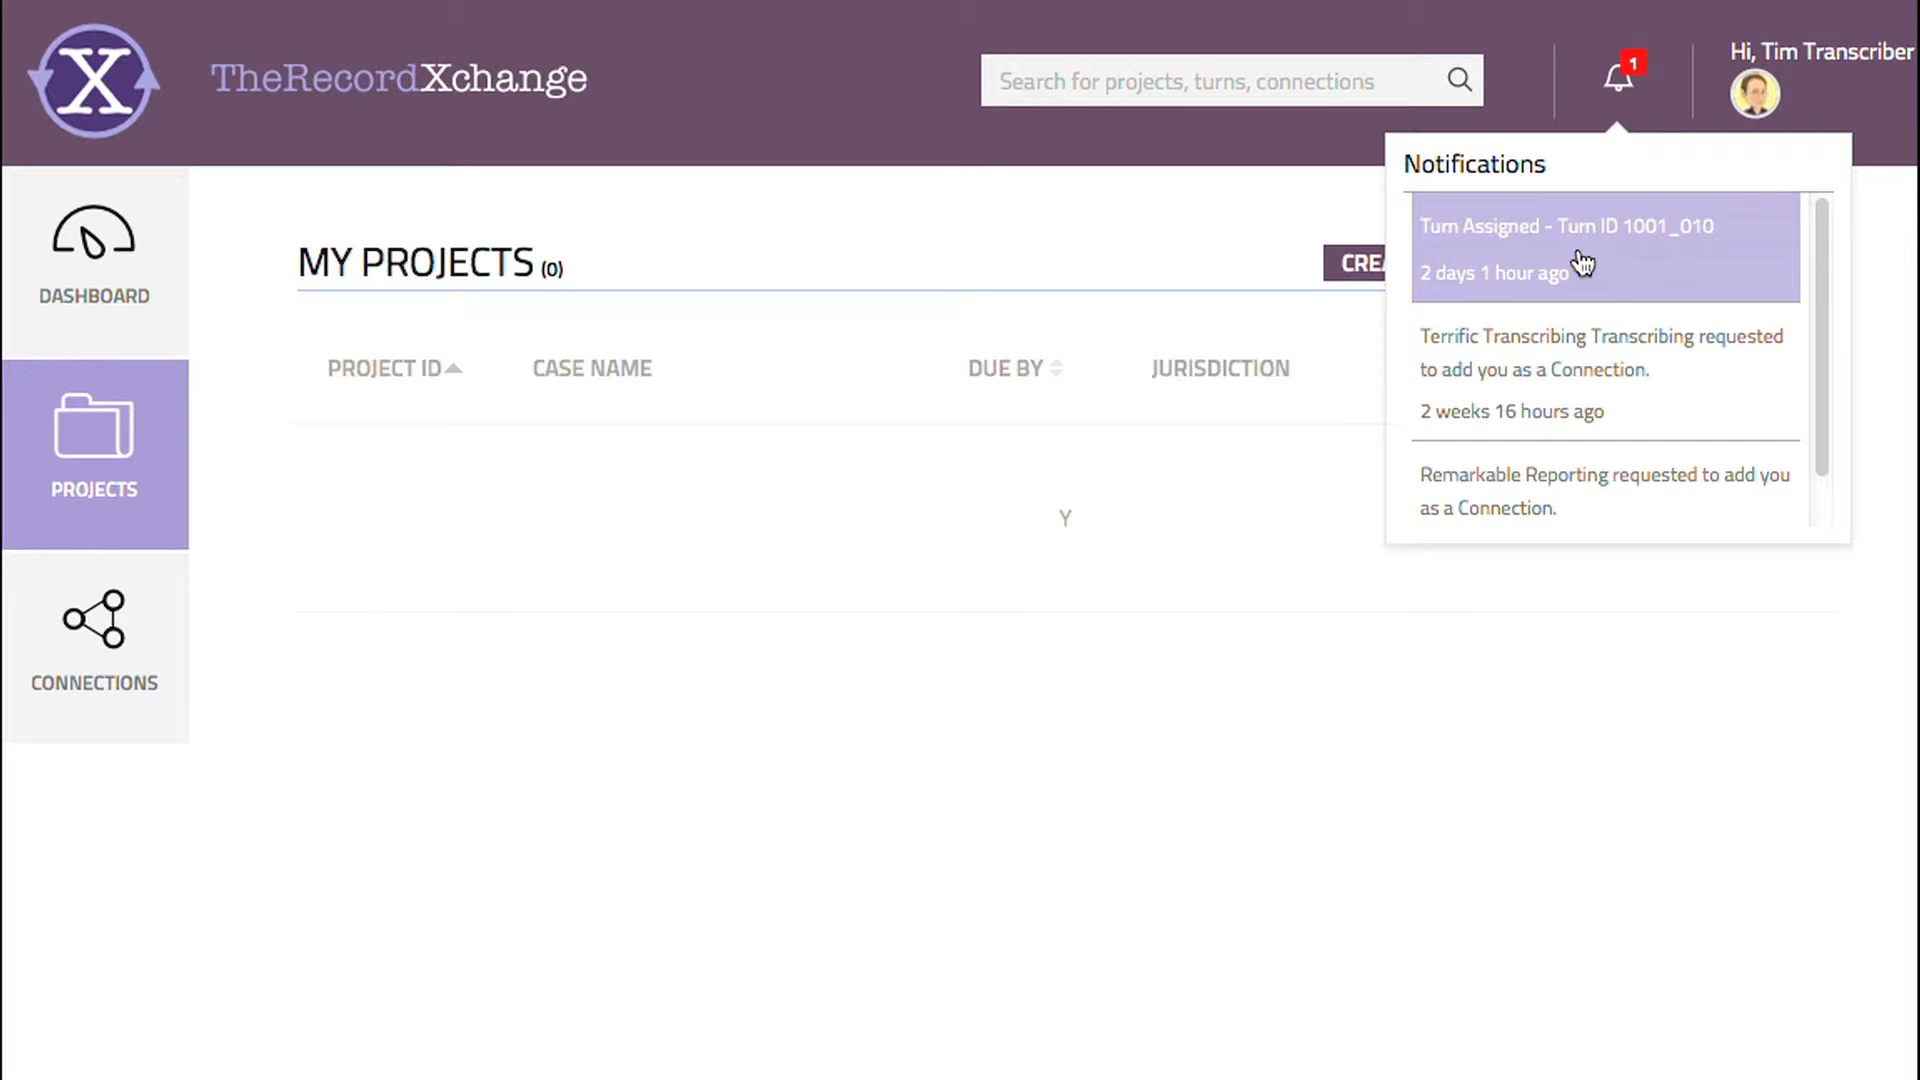 X
TheRecordXchange
Search for projects, turns, connections
1
Hi, Tim Transcriber
Notifications
Turn Assigned - Turn ID 1001_010
2 days 1 hour ago
Terrific Transcribing Transcribing requested
to add you as a Connection.
2 weeks 16 hours ago
Remarkable Reporting requested to add you
as a Connection.
DASHBOARD
PROJECTS
CONNECTIONS
MY PROJECTS (0)
CREA
PROJECT ID
CASE NAME
DUE BY
JURISDICTION
Y